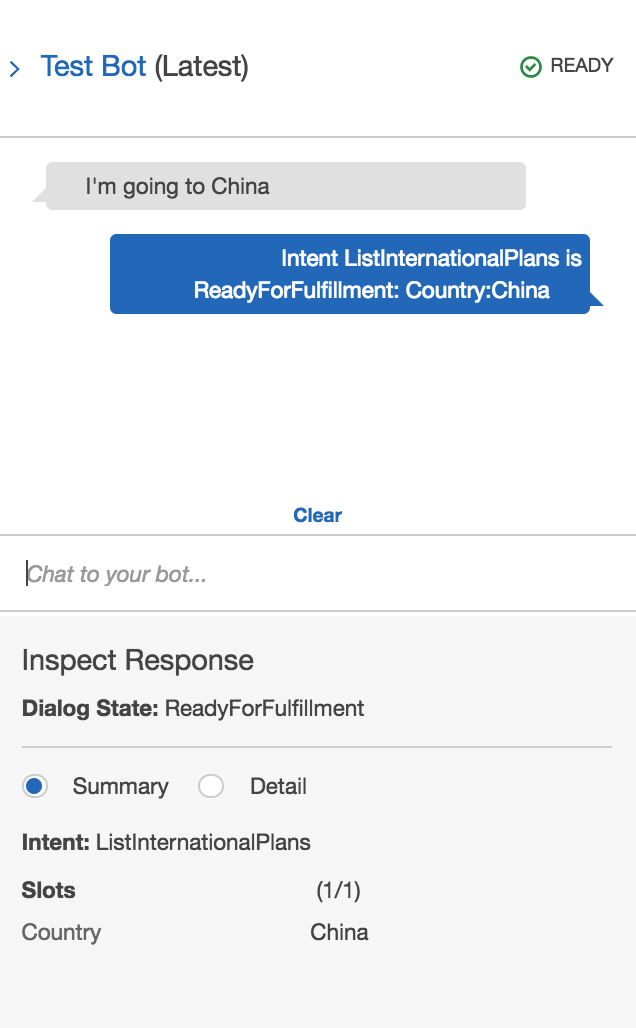 Test Bot (Latest)
READY
I'm going to China
Intent ListInternationalPlans is
ReadyForFulfillment: Country:China
Clear
Chat to your bot...
Inspect Response
Dialog State: ReadyForFulfillment
Summary
Detail
Intent: ListInternationalPlans
Slots (1/1)
Country China